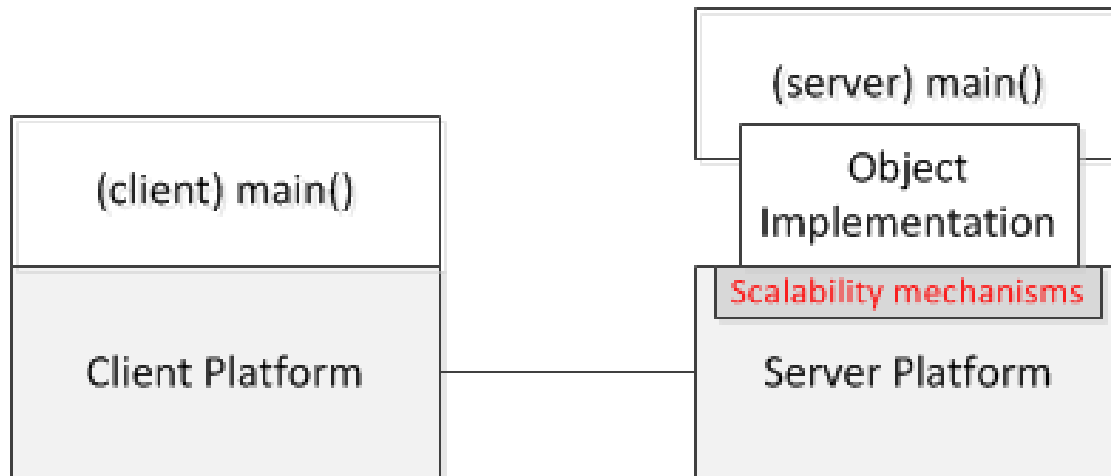 (client) main()
Client Platform
(server) main()
Object
Implementation
Scalability mechanisms
Server Platform